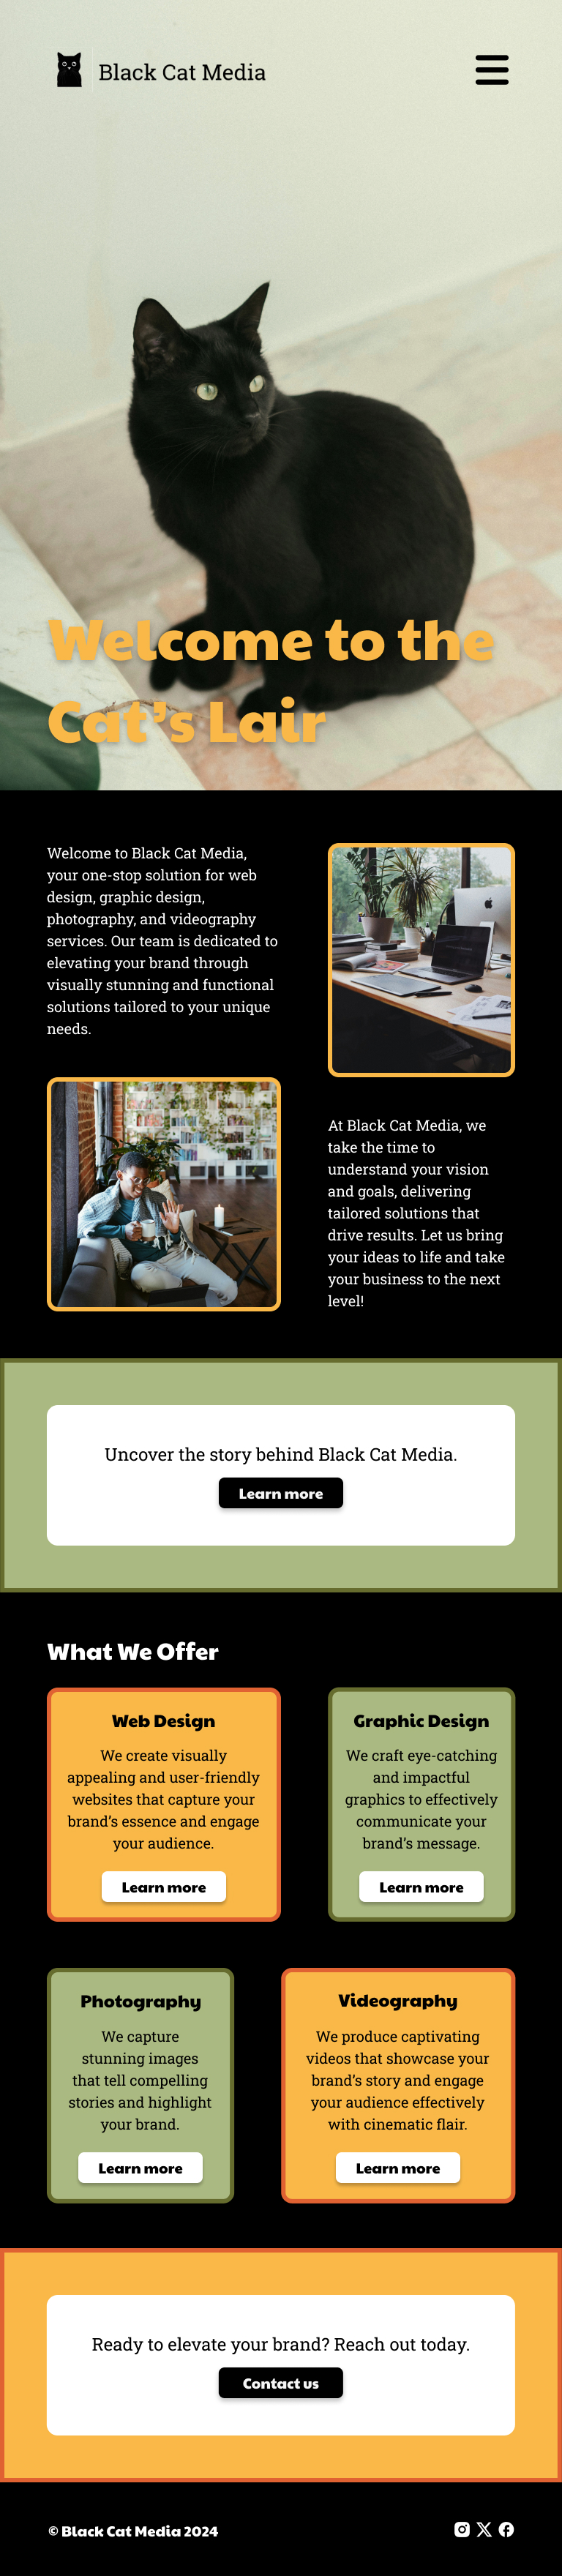 Black Cat Media
Welcome to the
Cat’s Lair
Welcome to Black Cat Media,
your one-stop solution for web
design, graphic design,
photography, and videography
services. Our team is dedicated to
elevating your brand through
visually stunning and functional
solutions tailored to your unique
needs.
At Black Cat Media, we
take the time to
understand your vision
and goals, delivering
tailored solutions that
drive results. Let us bring
your ideas to life and take
your business to the next
level!
Uncover the story behind Black Cat Media.
Learn more
What We Offer
Web Design
We create visually
appealing and user-friendly
websites that capture your
brand’s essence and engage
your audience.
Learn more
Graphic Design
We craft eye-catching
and impactful
graphics to effectively
communicate your
brand’s message.
Learn more
Photography
We capture
stunning images
that tell compelling
stories and highlight
your brand.
Learn more
Videography
We produce captivating
videos that showcase your
brand’s story and engage
your audience effectively
with cinematic flair.
Learn more
Ready to elevate your brand? Reach out today.
Contact us
© Black Cat Media 2024